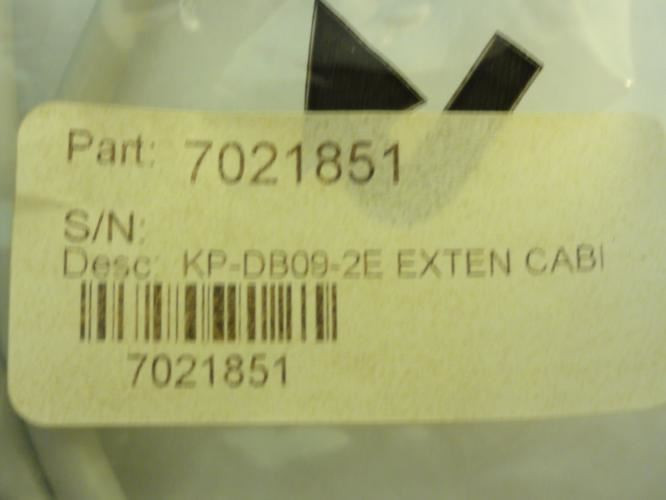 Part: 7021851
S/N:
Desc: KP-DB09-2E EXTEN CABI
7021851